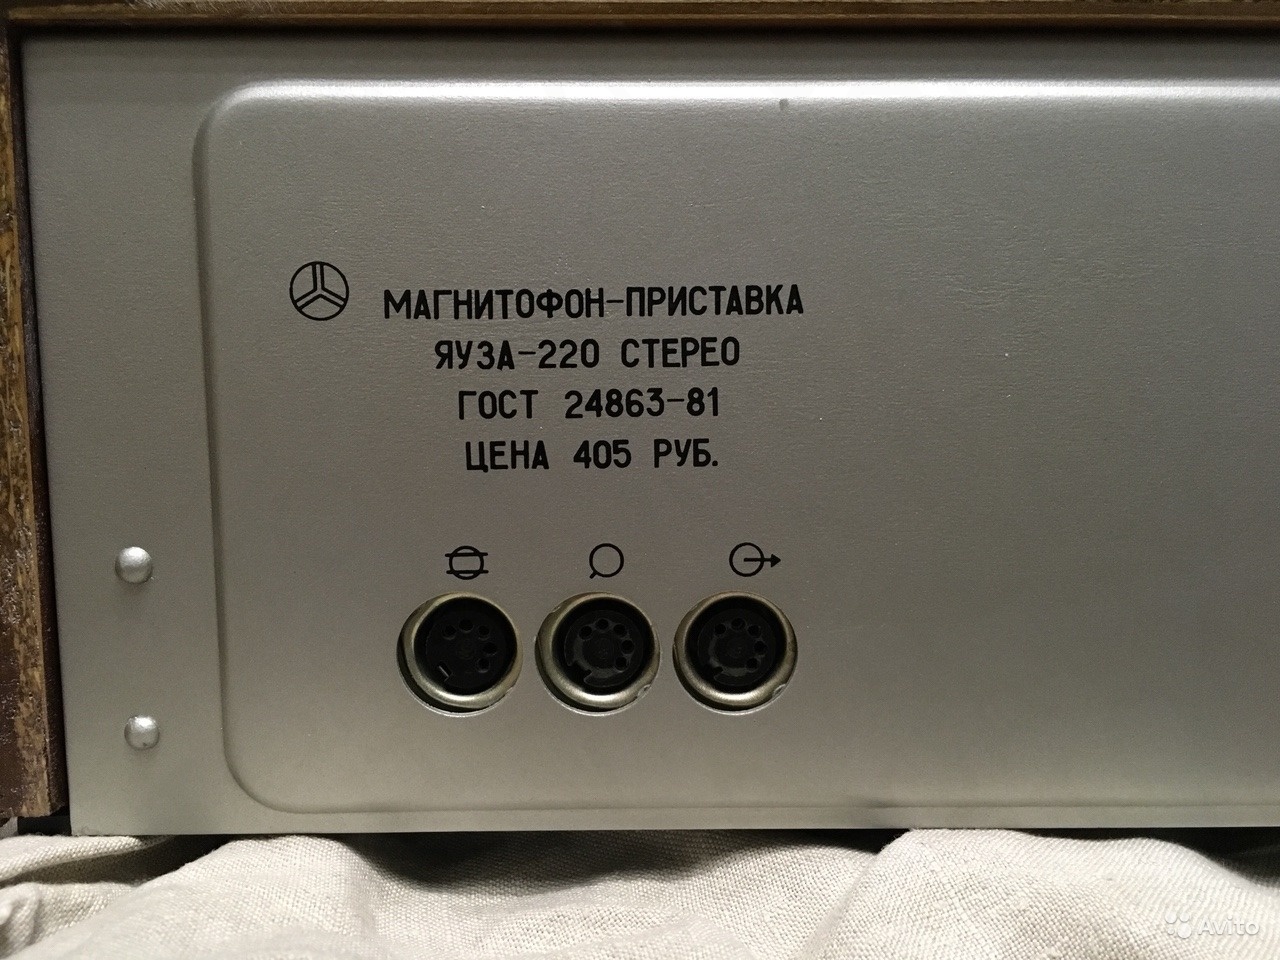 МАГНИТОФОН-ПРИСТАВКА
ЯУЗА-220 СТЕРЕО
ГОСТ 24863-81
ЦЕНА 405 РУБ.
Avito